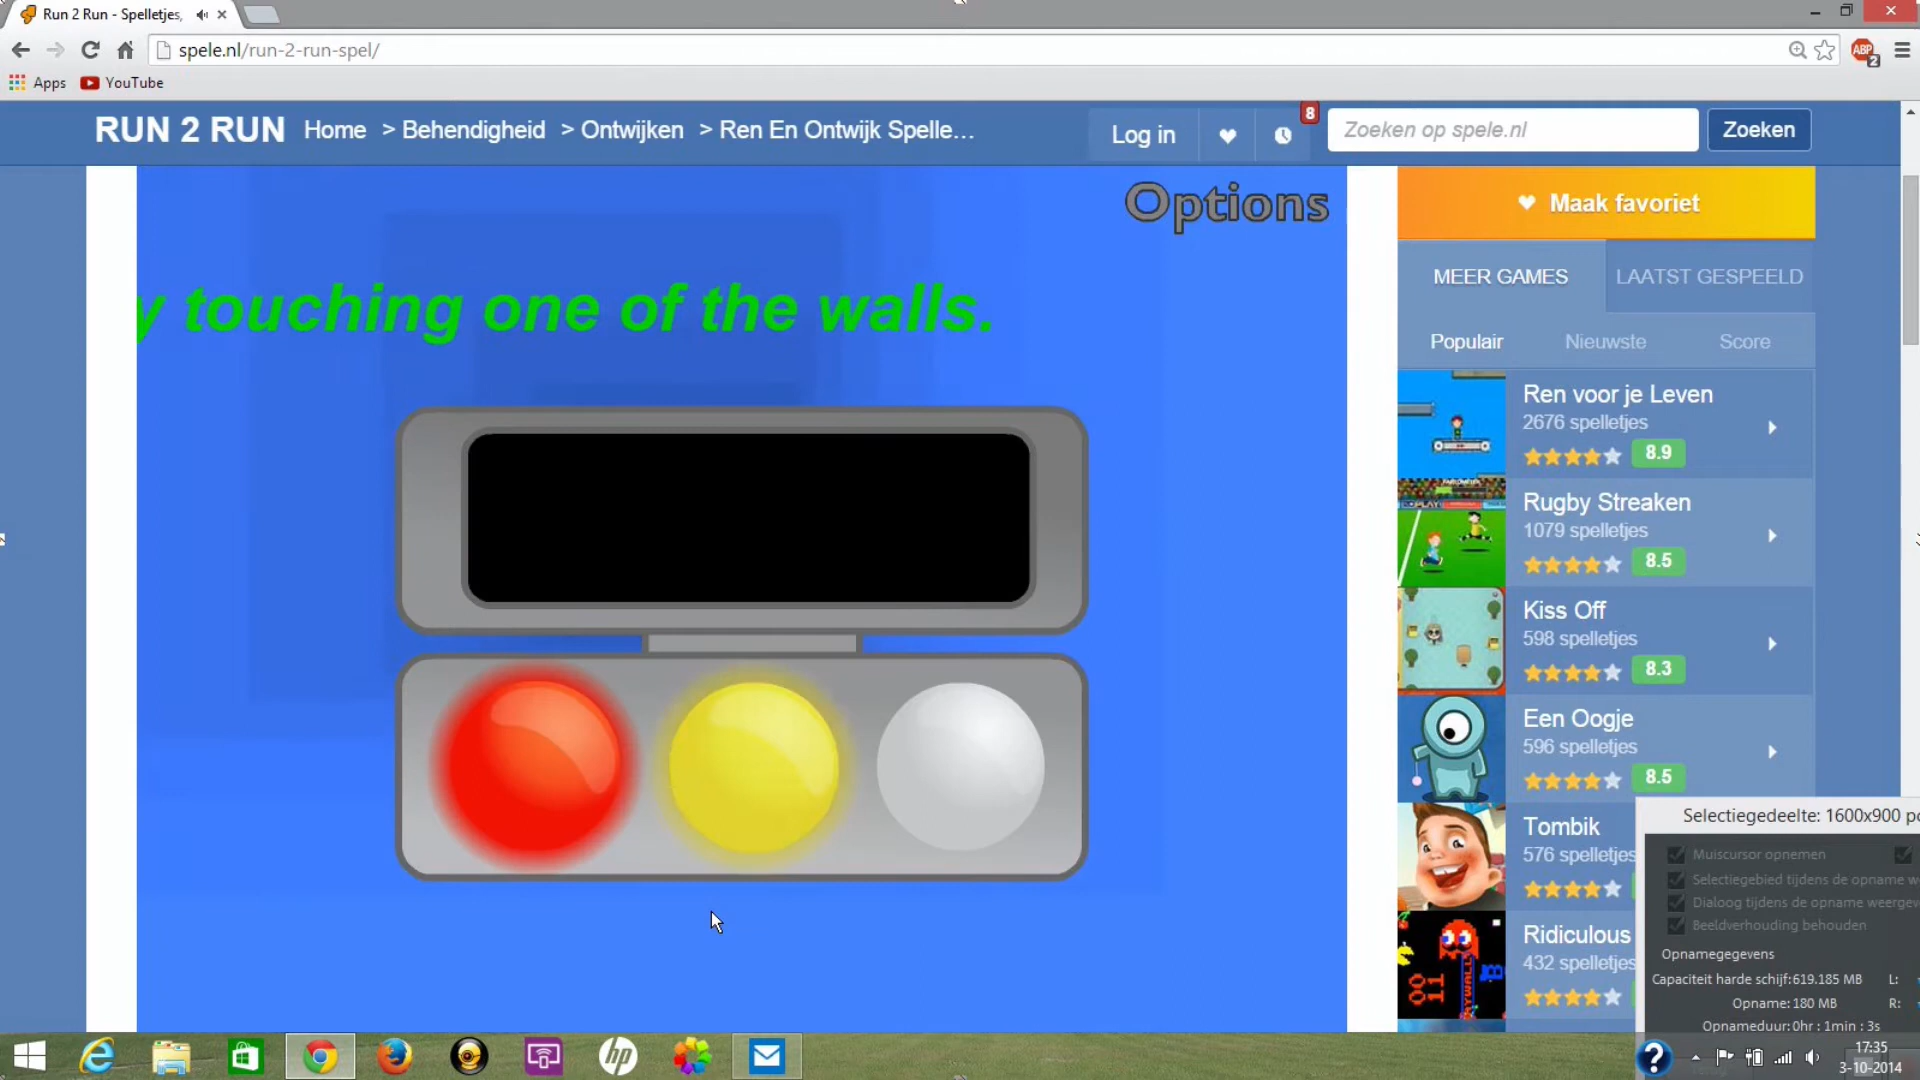 Run 2 Run - Spelletjes,
spele.nl/run-2-run-spel/
ABP
2
Apps
YouTube
RUN 2 RUN Home > Behendigheid > Ontwijken > Ren En Ontwijk Spelle...
Log in
8
Zoeken op spele.nl
Zoeken
Options
y touching one of the walls.
Maak favoriet
MEER GAMES
LAATST GESPEELD
Populair
Nieuwste
Score
Ren voor je Leven
2676 spelletjes
8.9
Rugby Streaken
1079 spelletjes
8.5
Kiss Off
598 spelletjes
8.3
Een Oogje
596 spelletjes
8.5
Tombik
576 spelletjes
Ridiculous
432 spelletjes
Selectiegedeelte: 1600x900
Muiscursor opnemen
Selectiegebied tijdens de opname
Dialoog tijdens de opname
Beeldverhouding behouden
Opnamegegevens
Capaciteit harde schijf: 619.185 MB
L:
Opname: 180 MB
R:
Opnameduur: 0hr : 1min : 3s
hp
?
17:35
3-10-2014